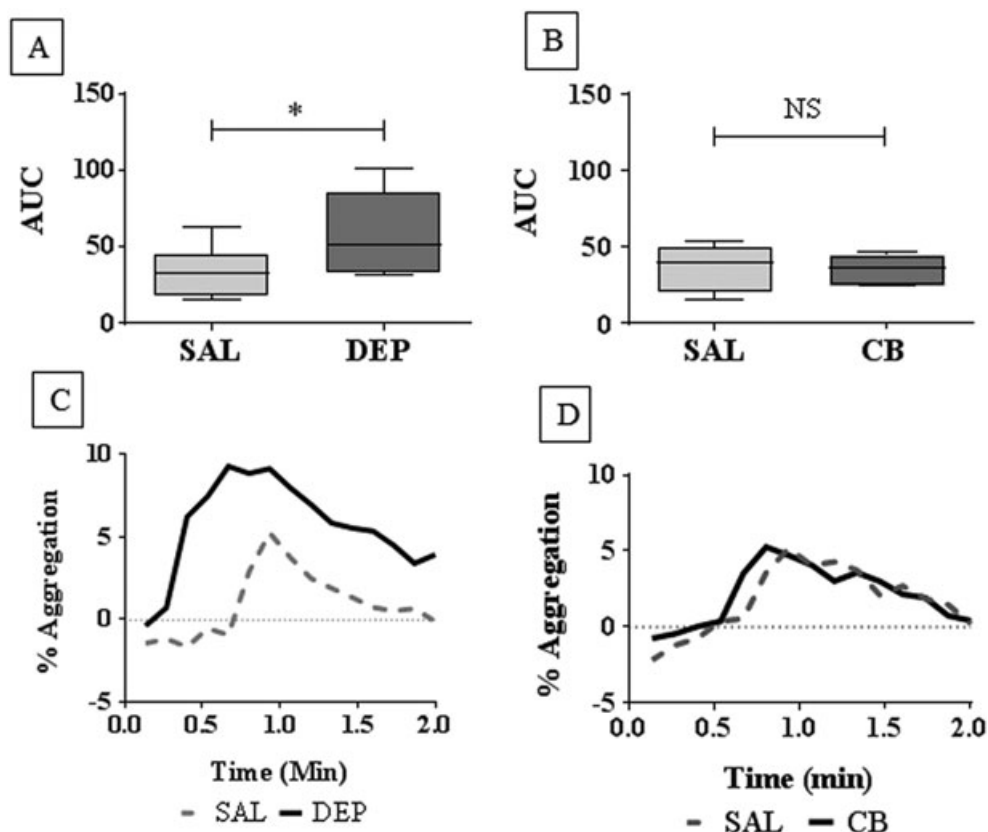 A
B
150
100
50
0
AUC
*
SAL DEP
150
100
50
0
AUC
NS
SAL CB
C
D
10
5
0
-5
% Aggregation
0.0 0.5 1.0 1.5 2.0
Time (Min)
SAL DEP
10
5
0
-5
% Aggregation
0.0 0.5 1.0 1.5 2.0
Time (min)
SAL CB